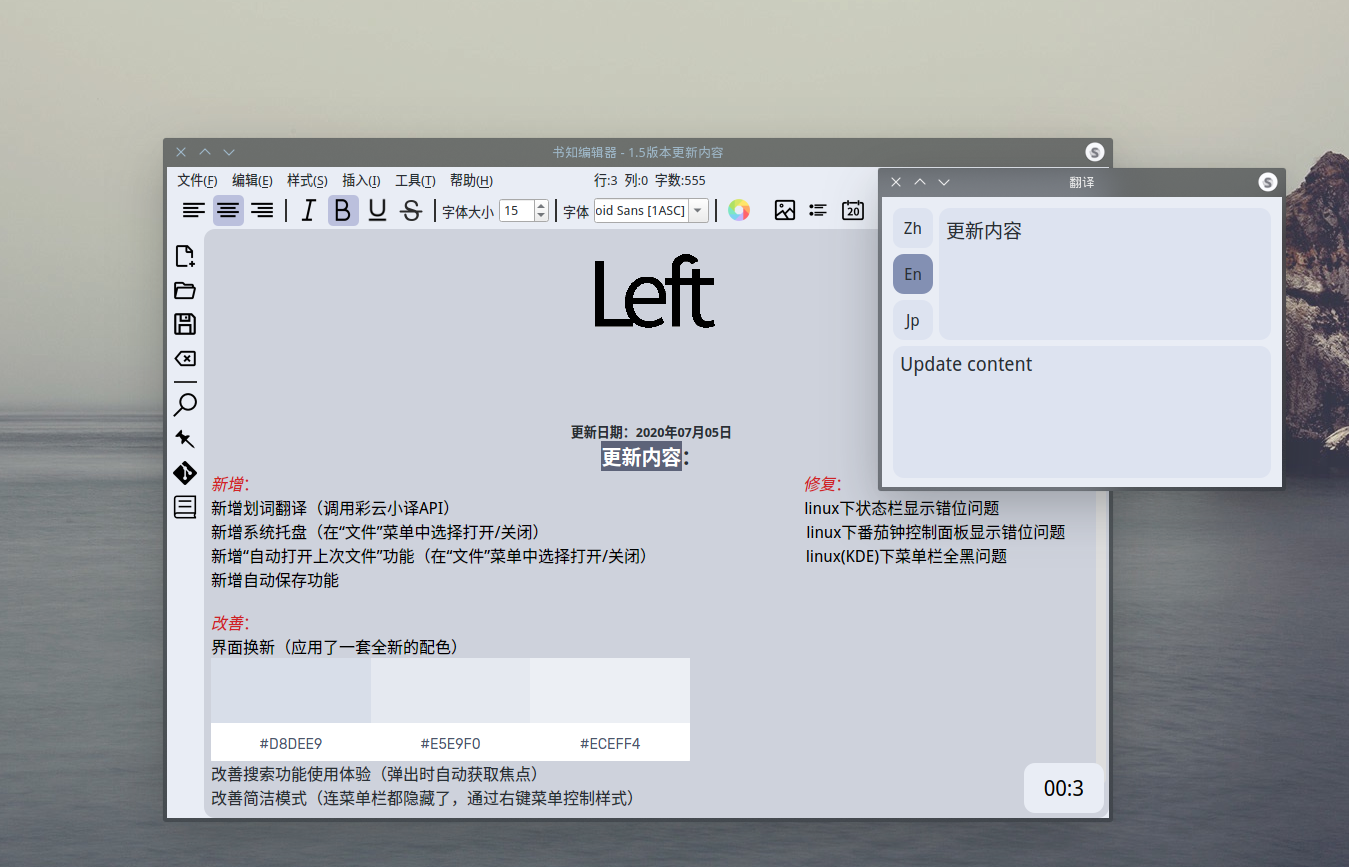 书知编辑器 - 1.5版本更新内容
文件(F) 编辑(E) 样式(S) 插入(I) 工具(T) 帮助(H) 行:3 列:0 字数:555
I B U S 字体大小 15 字体 oid Sans [1ASC] 20
Left
更新日期：2020年07月05日
更新内容：
新增：
新增划词翻译（调用彩云小译API）
新增系统托盘（在“文件”菜单中选择打开/关闭）
新增“自动打开上次文件”功能（在“文件”菜单中选择打开/关闭）
新增自动保存功能
修复：
linux下状态栏显示错位问题
linux下番茄钟控制面板显示错位问题
linux(KDE)下菜单栏全黑问题
改善：
界面换新（应用了一套全新的配色）
#D8DEE9 #E5E9F0 #ECEFF4
改善搜索功能使用体验（弹出时自动获取焦点）
改善简洁模式（连菜单栏都隐藏了，通过右键菜单控制样式）
00:3
翻译
Zh
En
Jp
更新内容
Update content